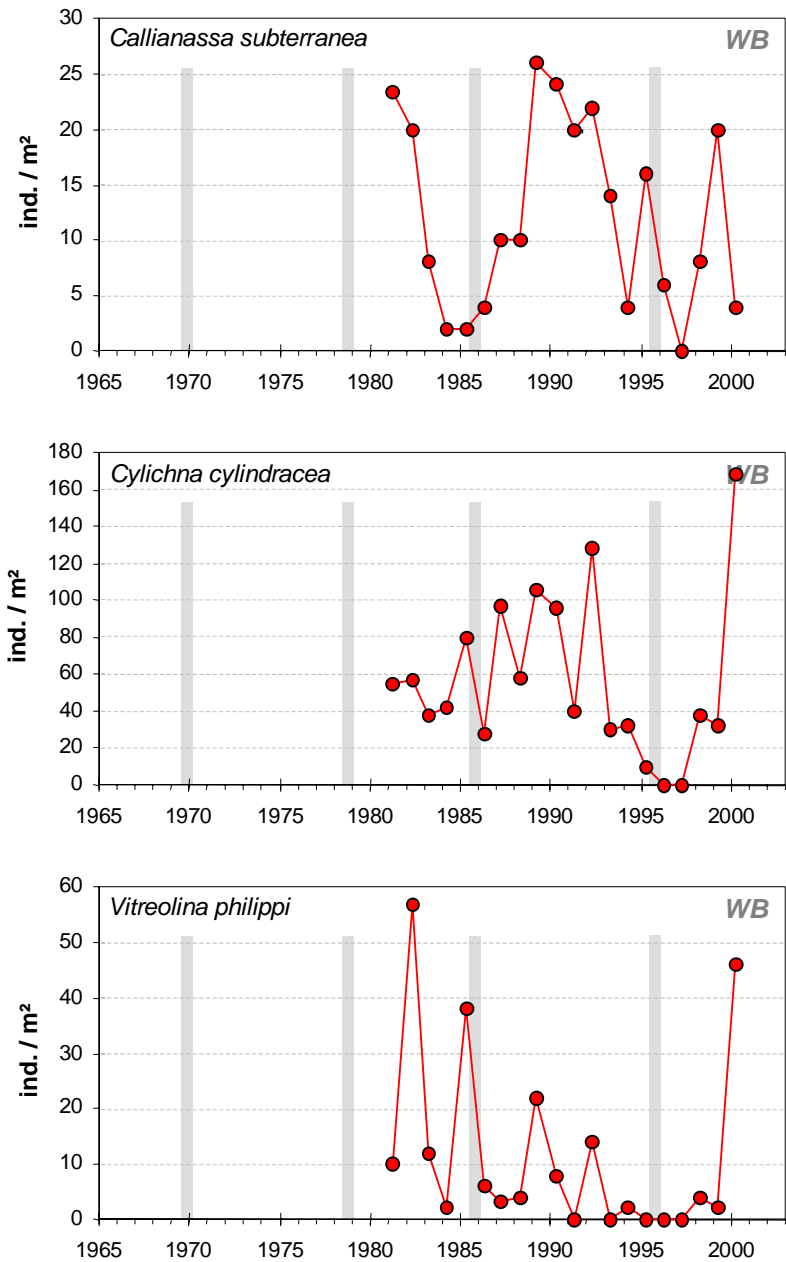 Callianassa subterranea WB
30
25
20
15
10
5
0
ind. / m²
1965 1970 1975 1980 1985 1990 1995 2000
Cylichna cylindracea WB
180
160
140
120
100
80
60
40
20
0
ind. / m²
1965 1970 1975 1980 1985 1990 1995 2000
Vitreolina philippi WB
60
50
40
30
20
10
0
ind. / m²
1965 1970 1975 1980 1985 1990 1995 2000